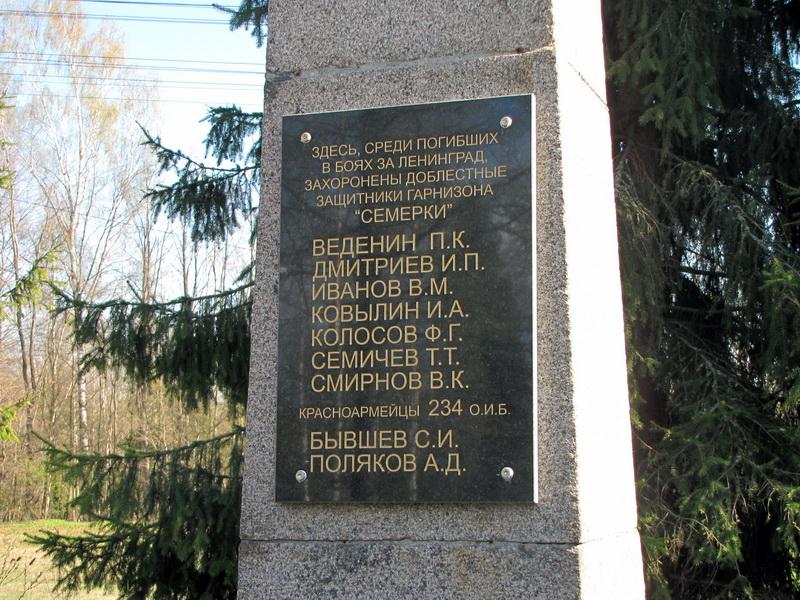 ЗДЕСЬ, СРЕДИ ПОГИБШИХ
В БОЯХ ЗА ЛЕНИНГРАД,
ЗАХОРОНЕНЫ ДОБЛЕСТНЫЕ
ЗАЩИТНИКИ ГАРНИЗОНА
"СЕМЕРКИ"
ВЕДЕНИН П.К.
ДМИТРИЕВ И.П.
ИВАНОВ В.М.
КОВЫЛИН И.А.
КОЛОСОВ Ф.Г.
СЕМИЧЕВ Т.Т.
СМИРНОВ В.К.
КРАСНОАРМЕЙЦЫ 234 О.И.Б.
БЫВШЕВ С.И.
ПОЛЯКОВ А.Д.